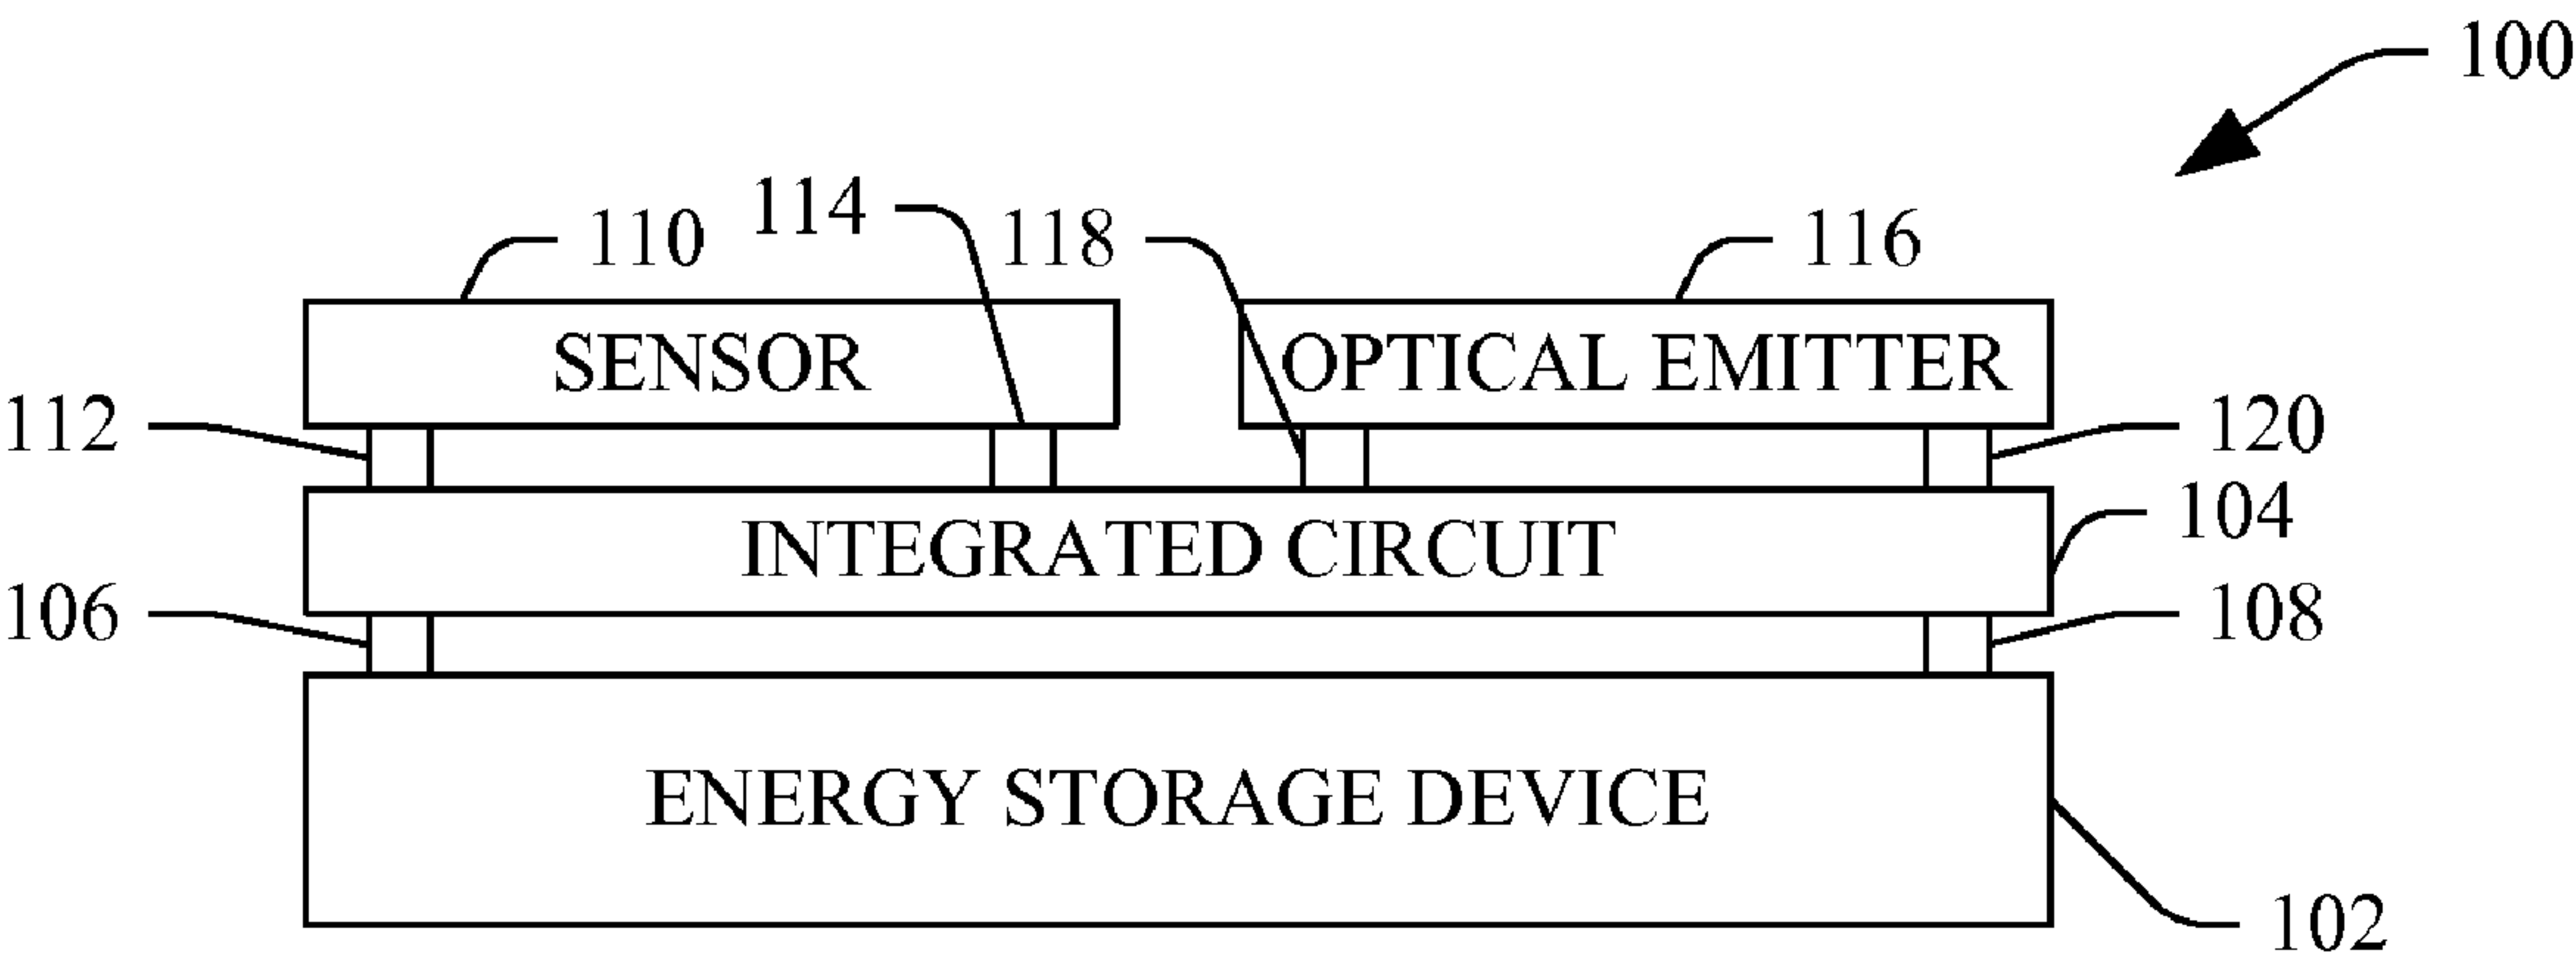 100
114
110
118
116
SENSOR
OPTICAL EMITTER
112
120
104
INTEGRATED CIRCUIT
106
108
ENERGY STORAGE DEVICE
102